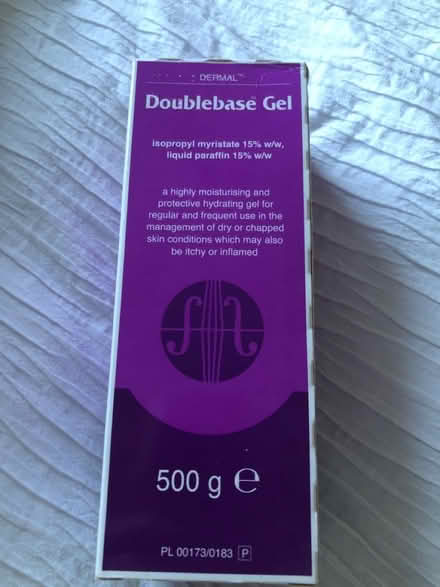 DERMAL™
Doublebase Gel
isopropyl myristate 15% w/w,
liquid paraffin 15% w/w
a highly moisturising and
protective hydrating gel for
regular and frequent use in the
management of dry or chapped
skin conditions which may also
be itchy or inflamed
500 g ℮
PL 00173/0183 P